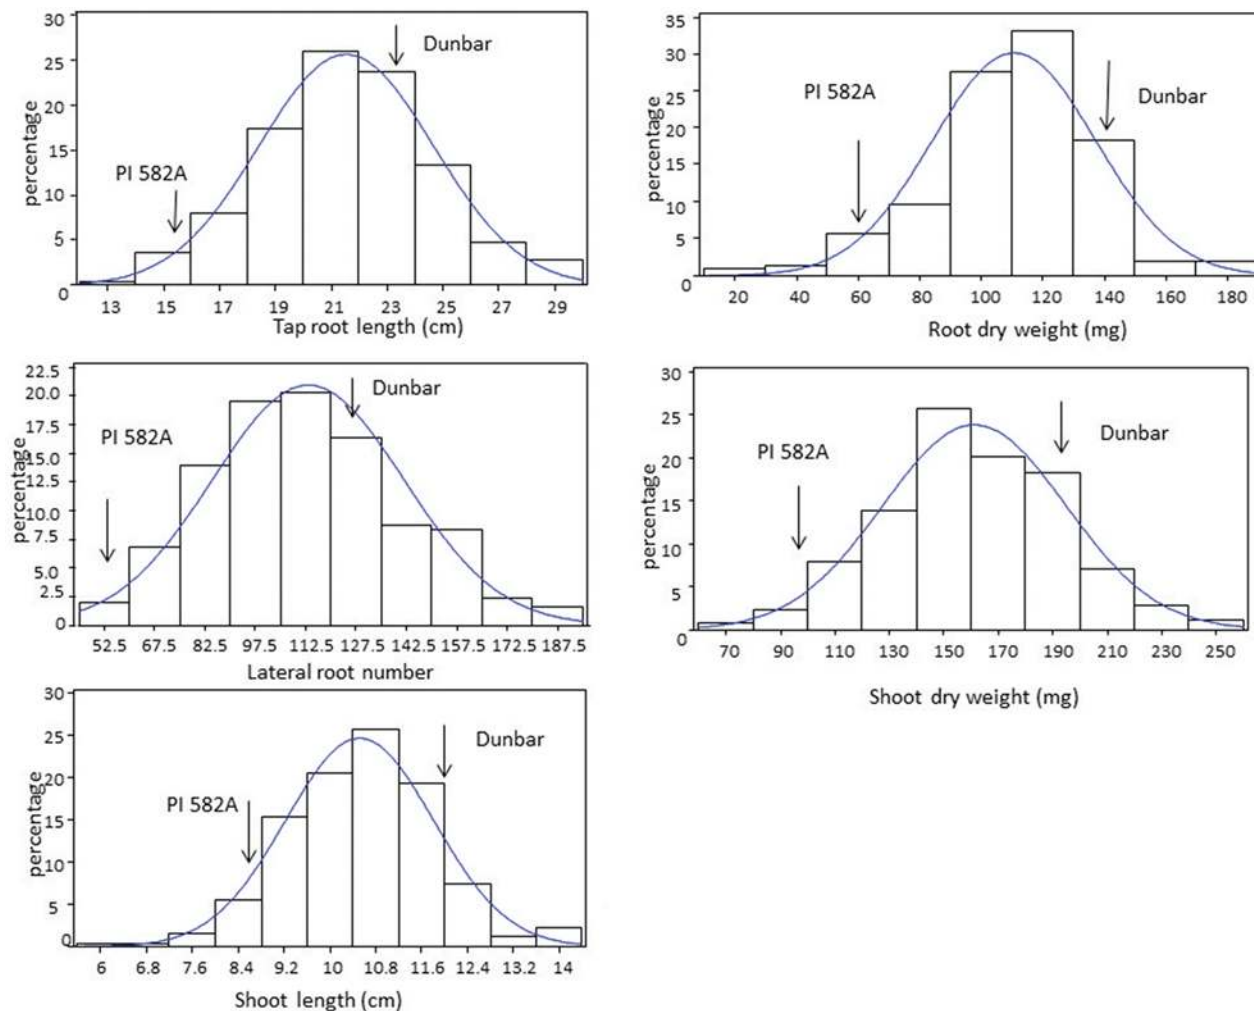 30
25
20
15
10
5
0
percentage
PI 582A
Dunbar
13 15 17 19 21 23 25 27 29
Tap root length (cm)
35
30
25
20
15
10
5
0
percentage
PI 582A
Dunbar
20 40 60 80 100 120 140 160 180
Root dry weight (mg)
22.5
20.0
17.5
15.0
12.5
10.0
7.5
5.0
2.5
0
percentage
PI 582A
Dunbar
52.5 67.5 82.5 97.5 112.5 127.5 142.5 157.5 172.5 187.5
Lateral root number
30
25
20
15
10
5
0
percentage
PI 582A
Dunbar
70 90 110 130 150 170 190 210 230 250
Shoot dry weight (mg)
30
25
20
15
10
5
0
percentage
PI 582A
Dunbar
6 6.8 7.6 8.4 9.2 10 10.8 11.6 12.4 13.2 14
Shoot length (cm)